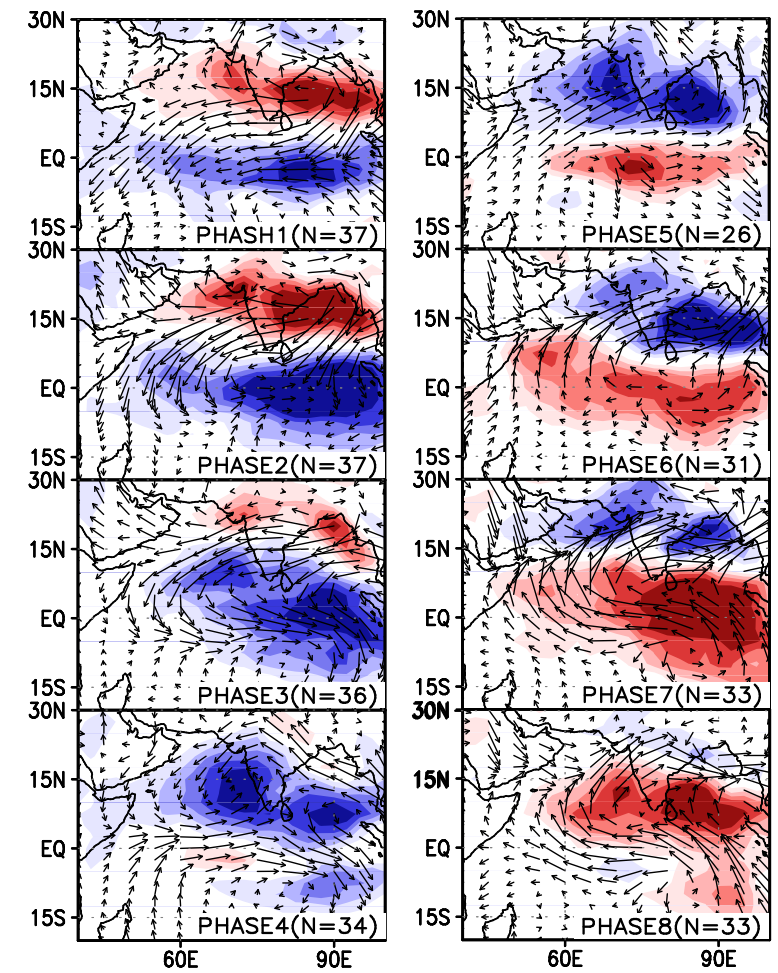 30N
15N
EQ
15S
PHASH1(N=37)
30N
15N
EQ
15S
PHASE2(N=37)
30N
15N
EQ
15S
PHASE3(N=36)
30N
15N
EQ
15S
PHASE4(N=34)
60E 90E
30N
15N
EQ
15S
PHASE5(N=26)
30N
15N
EQ
15S
PHASE6(N=31)
30N
15N
EQ
15S
PHASE7(N=33)
30N
15N
EQ
15S
PHASE8(N=33)
60E 90E